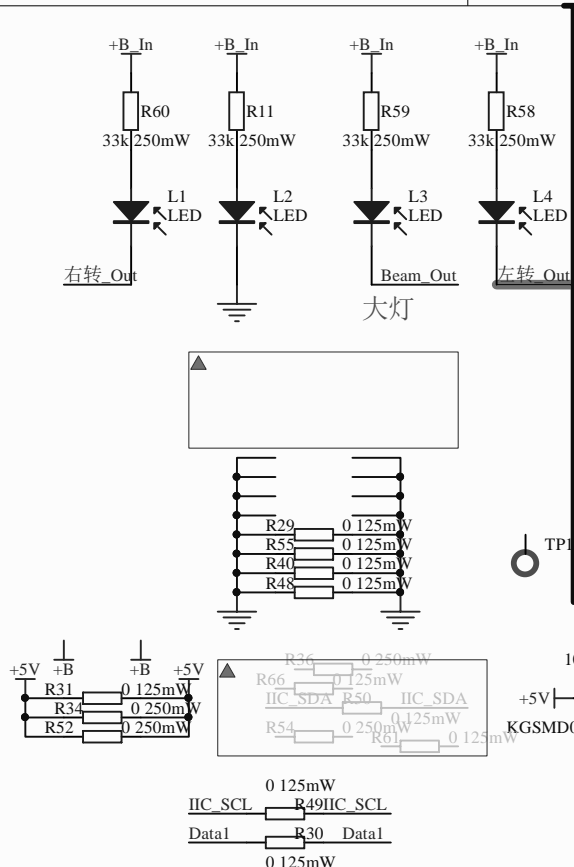 +B_In +B_In +B_In +B_In
R60 R11 R59 R58
33k 250mW 33k 250mW 33k 250mW 33k 250mW
L1 L2 L3 L4
LED LED LED LED
右转_Out Beam_Out 左转_Out
大灯
R29 0 125mW
R55 0 125mW
R40 0 125mW
R48 0 125mW
TP1
+5V +B +B +5V
R31 0 125mW
R34 0 250mW
R52 0 250mW
R36 0 250mW
R66 0 125mW
IIC_SDA R50 IIC_SDA
0 125mW
R54 0 250mW
R61 0 125mW
+5V
0 125mW
IIC_SCL R49 IIC_SCL
Data1 R30 Data1
0 125mW